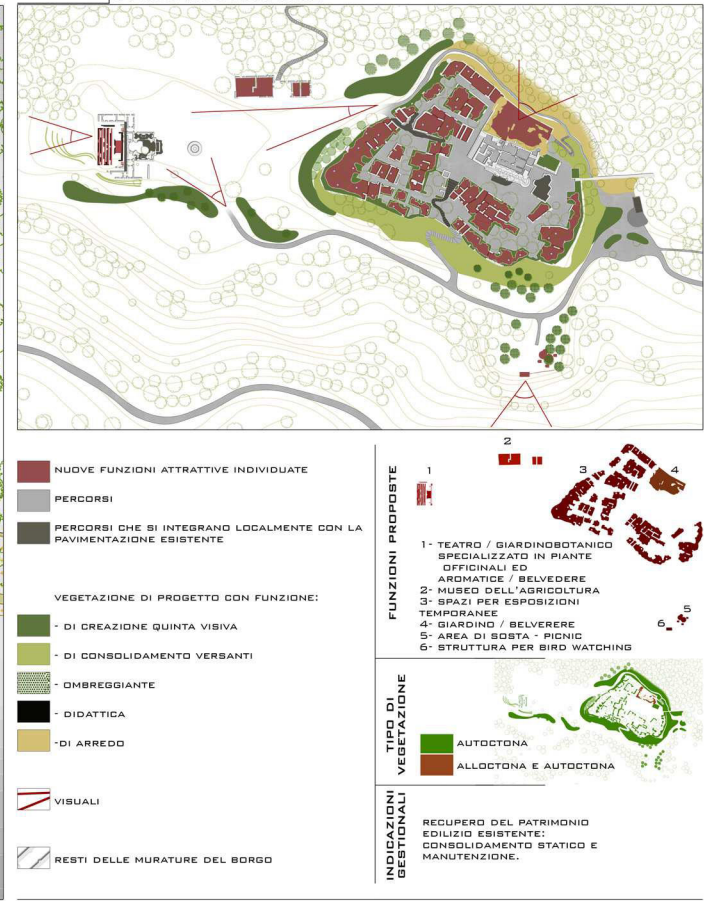 NUOVE FUNZIONI ATTRATTIVE INDIVIDUATE
PERCORSI
PERCORSI CHE SI INTEGRANO LOCALMENTE CON LA
PAVIMENTAZIONE ESISTENTE
VEGETAZIONE DI PROGETTO CON FUNZIONE:
- DI CREAZIONE QUINTA VISIVA
- DI CONSOLIDAMENTO VERSANTI
- OMBREGGIANTE
- DIDATTICA
-DI ARREDO
VISUALI
RESTI DELLE MURATURE DEL BORGO
FUNZIONI PROPOSTE
1
2
3
4
5
6
1- TEATRO / GIARDINOBOTANICO
SPECIALIZZATO IN PIANTE
OFFICINALI ED
AROMATICE / BELVEDERE
2- MUSEO DELL'AGRICOLTURA
3- SPAZI PER ESPOSIZIONI
TEMPORANEE
4- GIARDINO / BELVERERE
5- AREA DI SOSTA - PICNIC
6- STRUTTURA PER BIRD WATCHING
TIPO DI
VEGETAZIONE
AUTOCTONA
ALLOCTONA E AUTOCTONA
INDICAZIONI
GESTIONALI
RECUPERO DEL PATRIMONIO
EDILIZIO ESISTENTE:
CONSOLIDAMENTO STATICO E
MANUTENZIONE.